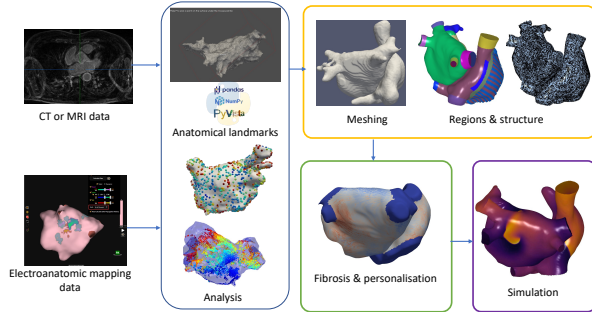 CT or MRI data
pandas
NumPy
PyVista
Anatomical landmarks
Meshing
Regions & structure
Electroanatomic mapping
data
Analysis
Fibrosis & personalisation
Simulation